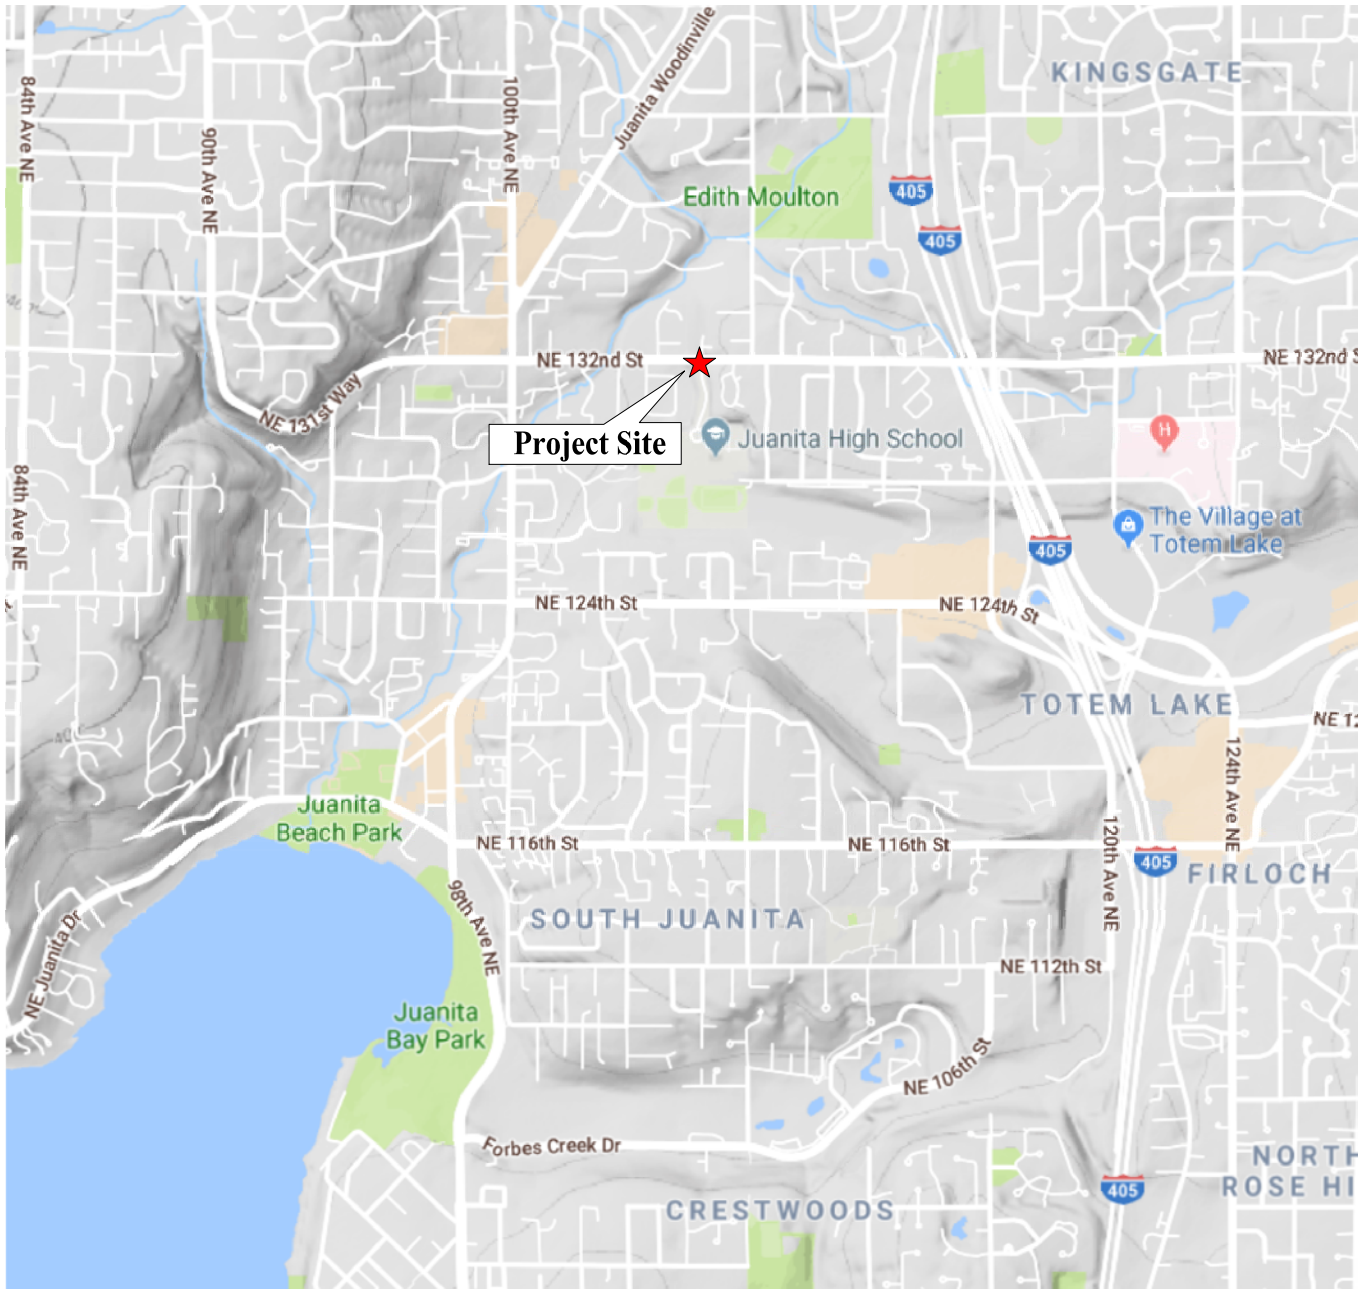 KINGSGATE
Juanita Woodinville
84th Ave NE
100th Ave NE
90th Ave NE
405
Edith Moulton
405
NE 132nd St
NE 132nd S
NE 131st Way
Project Site
Juanita High School
H
84th Ave NE
The Village at
Totem Lake
405
NE 124th St
NE 124th St
TOTEM LAKE
NE 12
124th Ave NE
Juanita
Beach Park
NE 116th St
NE 116th St
120th Ave NE
405
FIRLOCH
98th Ave NE
SOUTH JUANITA
NE Juanita Dr
NE 112th St
Juanita
Bay Park
NE 106th St
Forbes Creek Dr
NORTH
ROSE HI
405
CRESTWOODS